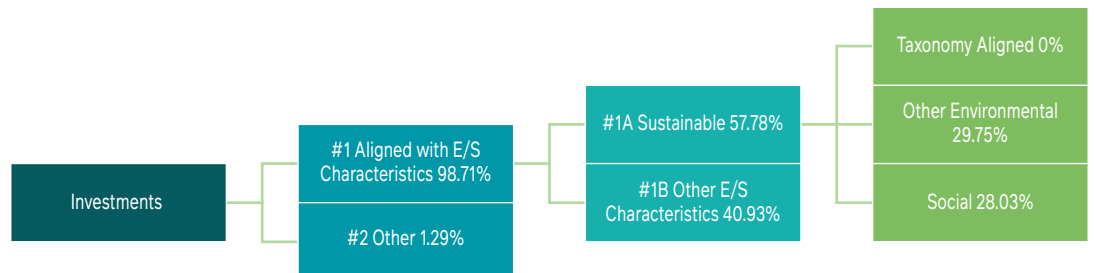 Investments
#1 Aligned with E/S
Characteristics 98.71%
#2 Other 1.29%
#1A Sustainable 57.78%
#1B Other E/S
Characteristics 40.93%
Taxonomy Aligned 0%
Other Environmental
29.75%
Social 28.03%